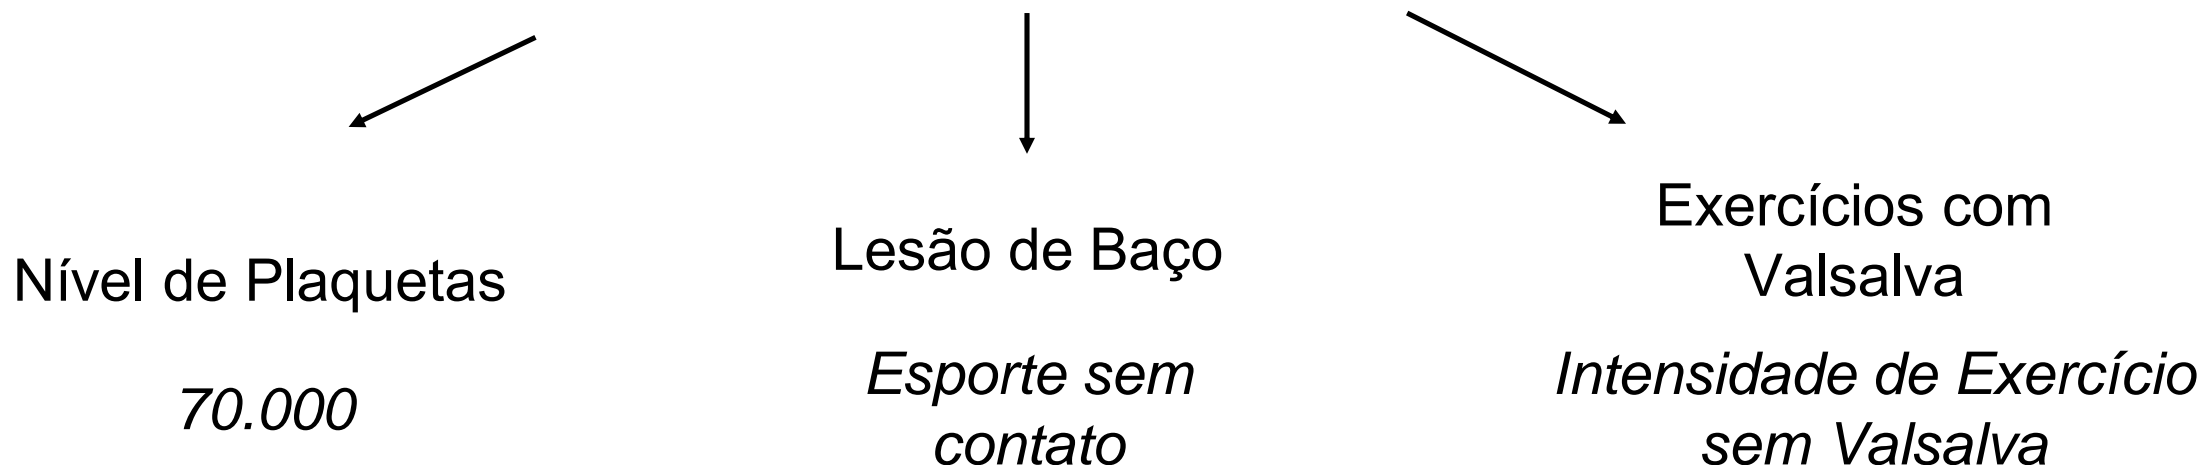 Nível de Plaquetas
70.000
Lesão de Baço
Esporte sem
contato
Exercícios com
Valsalva
Intensidade de Exercício
sem Valsalva